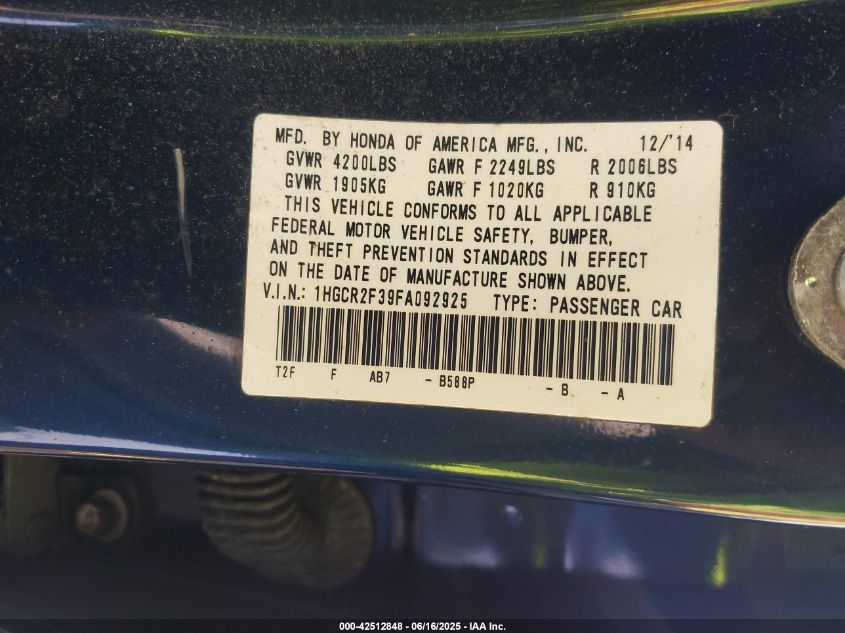 MFD. BY HONDA OF AMERICA MFG., INC. 12/'14
GVWR 4200LBS GAWR F 2249LBS R 2006LBS
GVWR 1905KG GAWR F 1020KG R 910KG
THIS VEHICLE CONFORMS TO ALL APPLICABLE
FEDERAL MOTOR VEHICLE SAFETY, BUMPER,
AND THEFT PREVENTION STANDARDS IN EFFECT
ON THE DATE OF MANUFACTURE SHOWN ABOVE.
V.I.N.: 1HGCR2F39FA092925 TYPE: PASSENGER CAR
T2F F AB7 - B588P - B - A
000-42512848 - 06/16/2025 - IAA Inc.